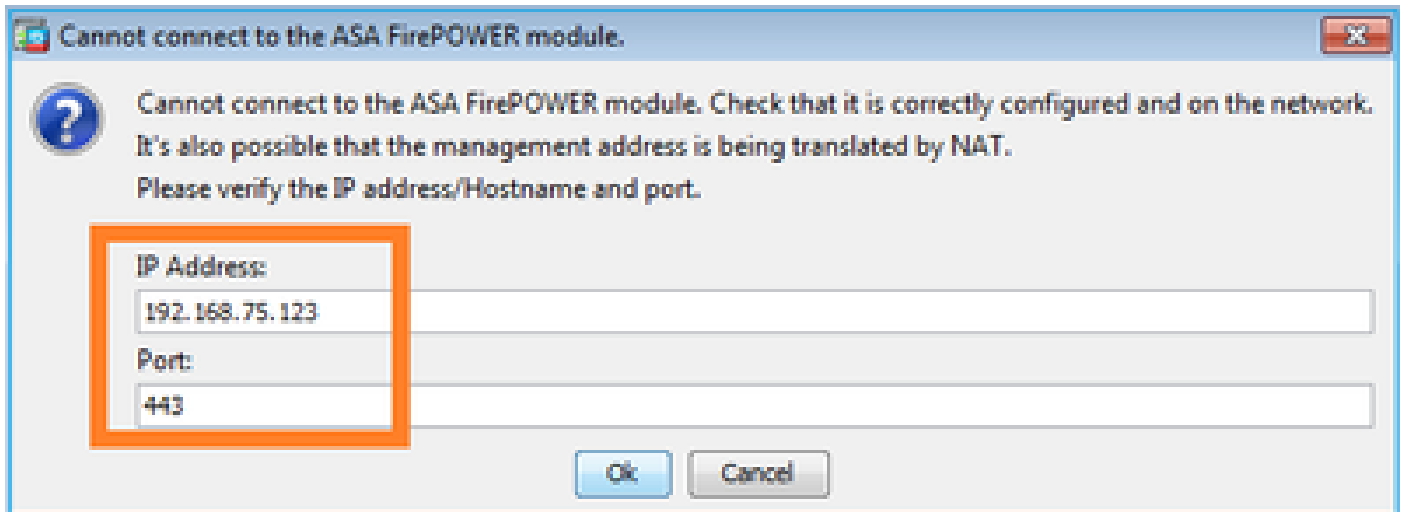 Cannot connect to the ASA FirePOWER module.
Cannot connect to the ASA FirePOWER module. Check that it is correctly configured and on the network.
It's also possible that the management address is being translated by NAT.
Please verify the IP address/Hostname and port.
IP Address:
192.168.75.123
Port:
443
Ok Cancel